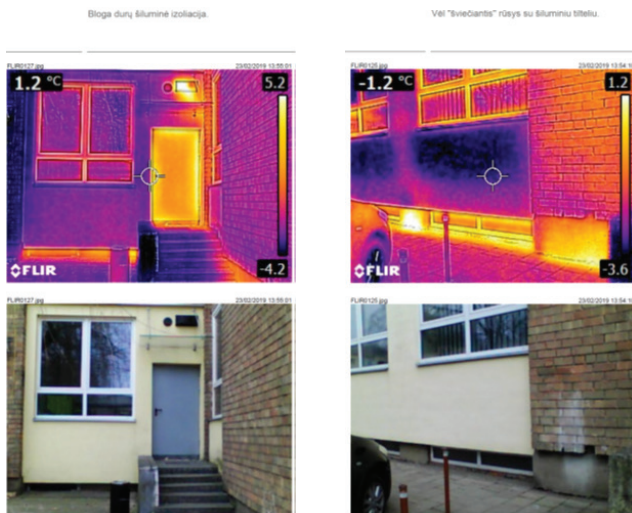 Bloga durų šiluminė izoliacija.
Vėl "šviečiantis" rūsys su šiluminiu tilteliu.
FLIR0127.jpg 23/02/2019 13:55:01
1.2 °C
5.2
-4.2
FLIR
FLIR0125.jpg 23/02/2019 13:54:1
-1.2 °C
1.2
-3.6
FLIR
FLIR0127.jpg 23/02/2019 13:55:01
FLIR0125.jpg 23/02/2019 13:54:1